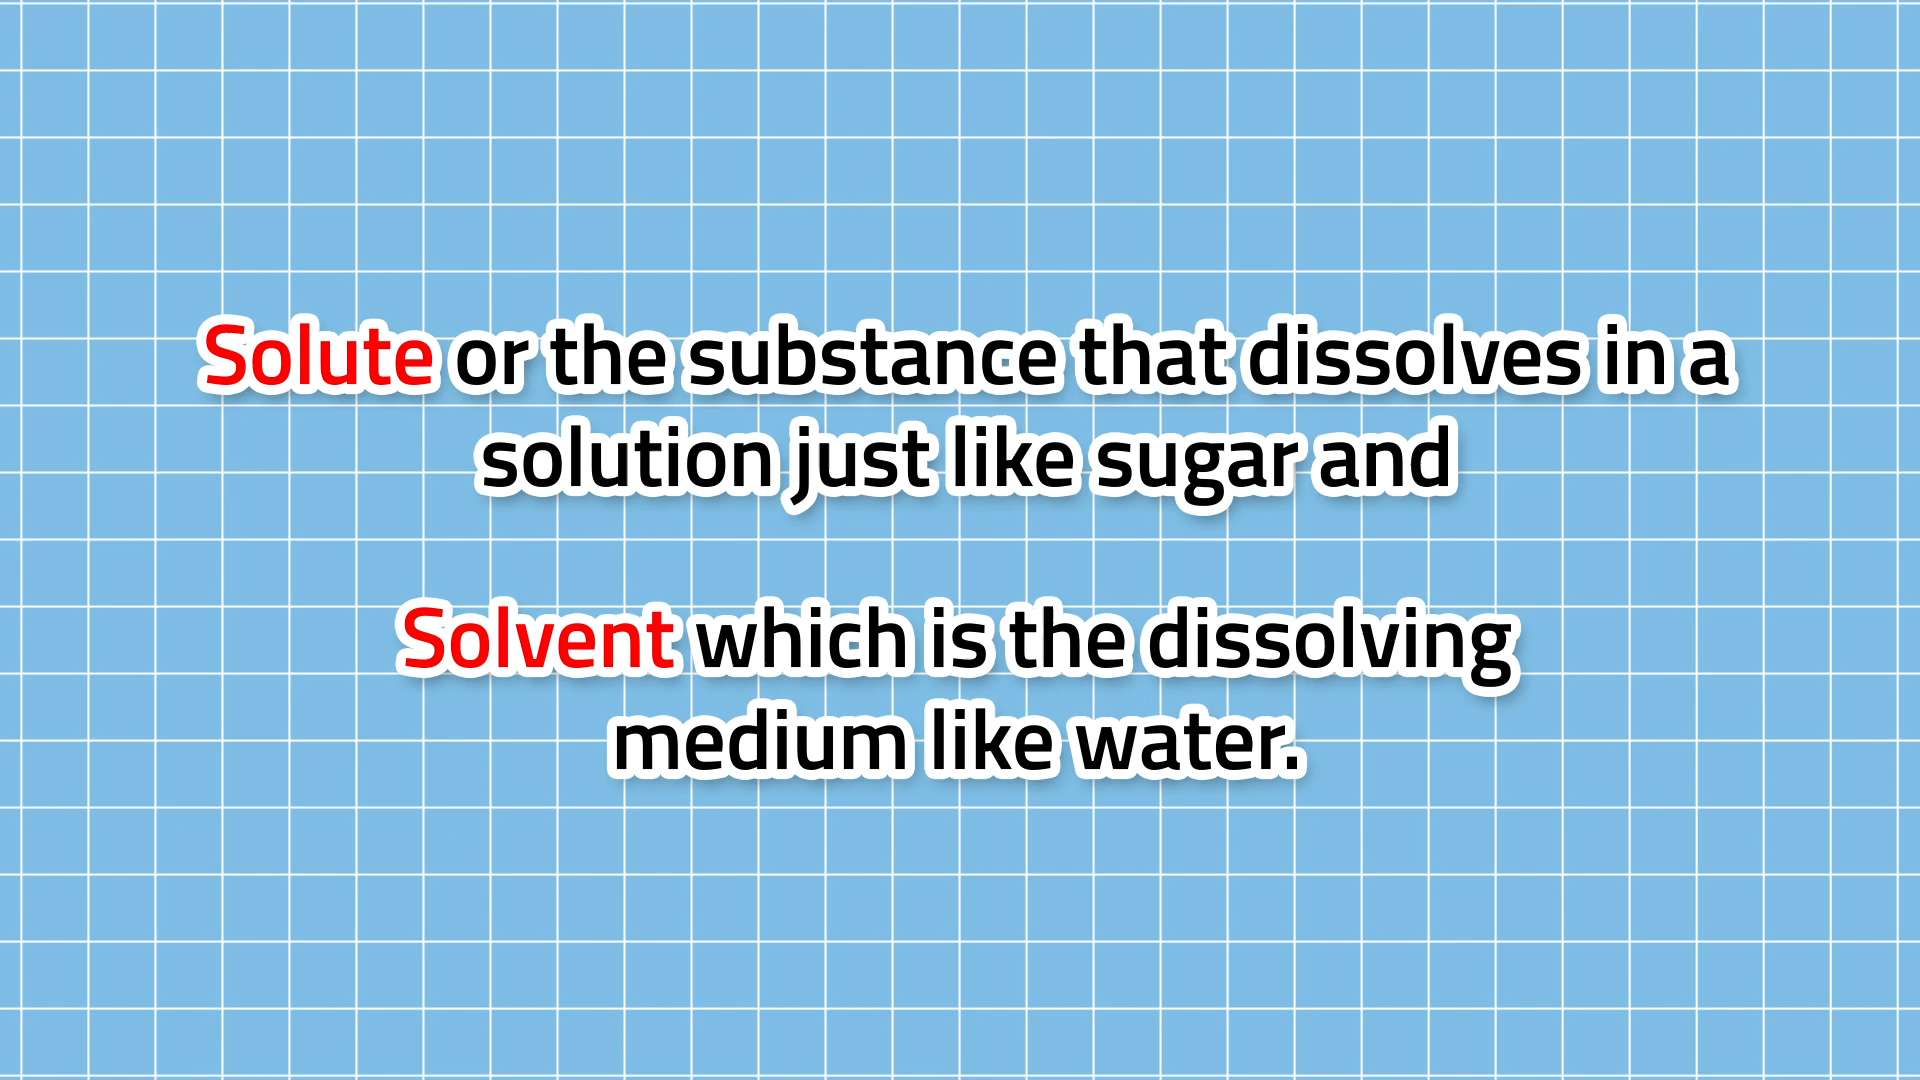 Solute or the substance that dissolves in a
solution just like sugar and
Solvent which is the dissolving
medium like water.